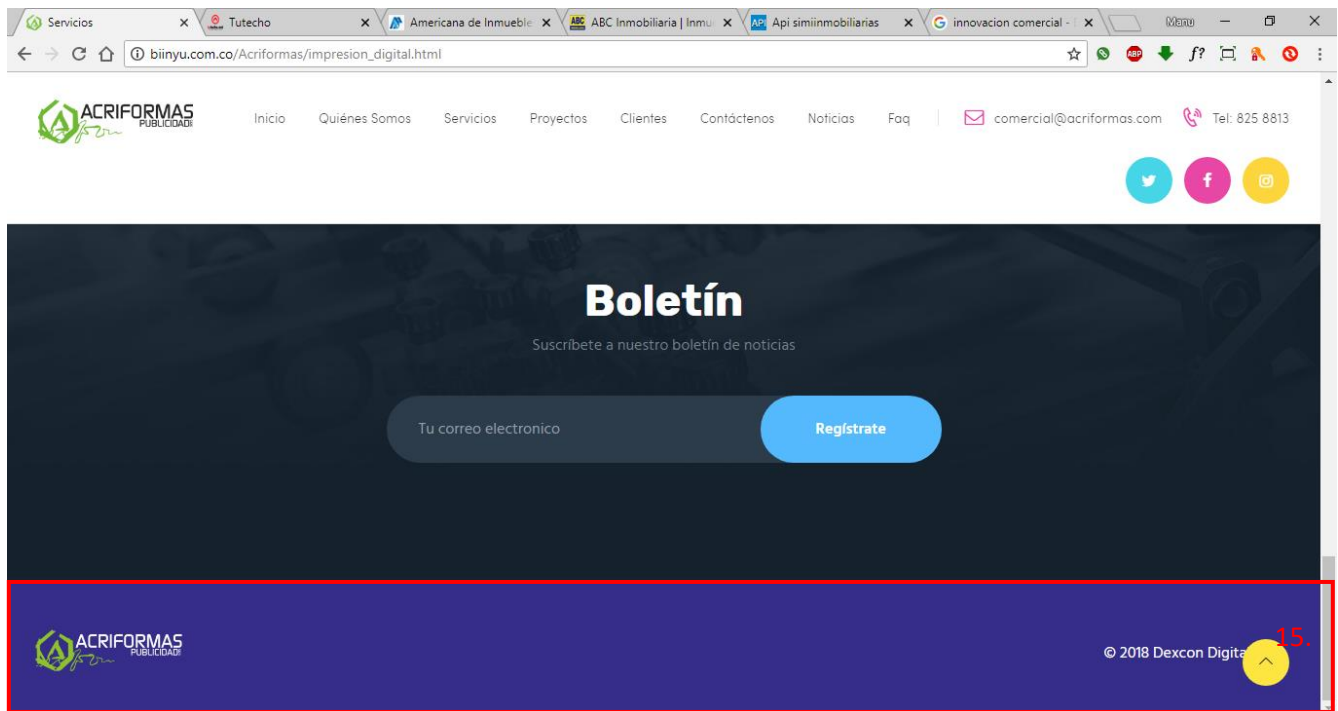 Servicios
Tutecho
Americana de Inmueble
ABC Inmobiliaria | Inmu
Api simiinmobiliarias
innovacion comercial -
Manu
biinyu.com.co/Acriformas/impresion_digital.html
ACRIFORMAS
PUBLICIDAD
Inicio Quiénes Somos Servicios Proyectos Clientes Contáctenos Noticias Faq comercial@acriformas.com Tel: 825 8813
Boletín
Suscríbete a nuestro boletín de noticias
Tu correo electronico Regístrate
ACRIFORMAS
PUBLICIDAD
© 2018 Dexcon Digita
15.